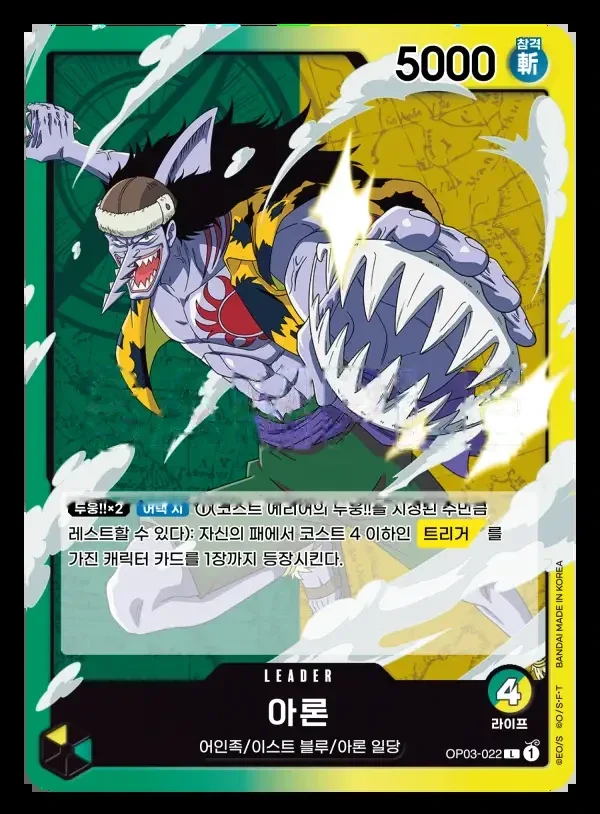 5000
참격
斬
두웅!!×2 어택 시 ①(코스트 에리어의 두웅!!을 지정된 수만큼
레스트할 수 있다): 자신의 패에서 코스트 4 이하인 트리거 를
가진 캐릭터 카드를 1장까지 등장시킨다.
LEADER
아론
어인족/이스트 블루/아론 일당
4
라이프
OP03-022 L 1
©EO/S ©O/S·F·T BANDAI MADE IN KOREA